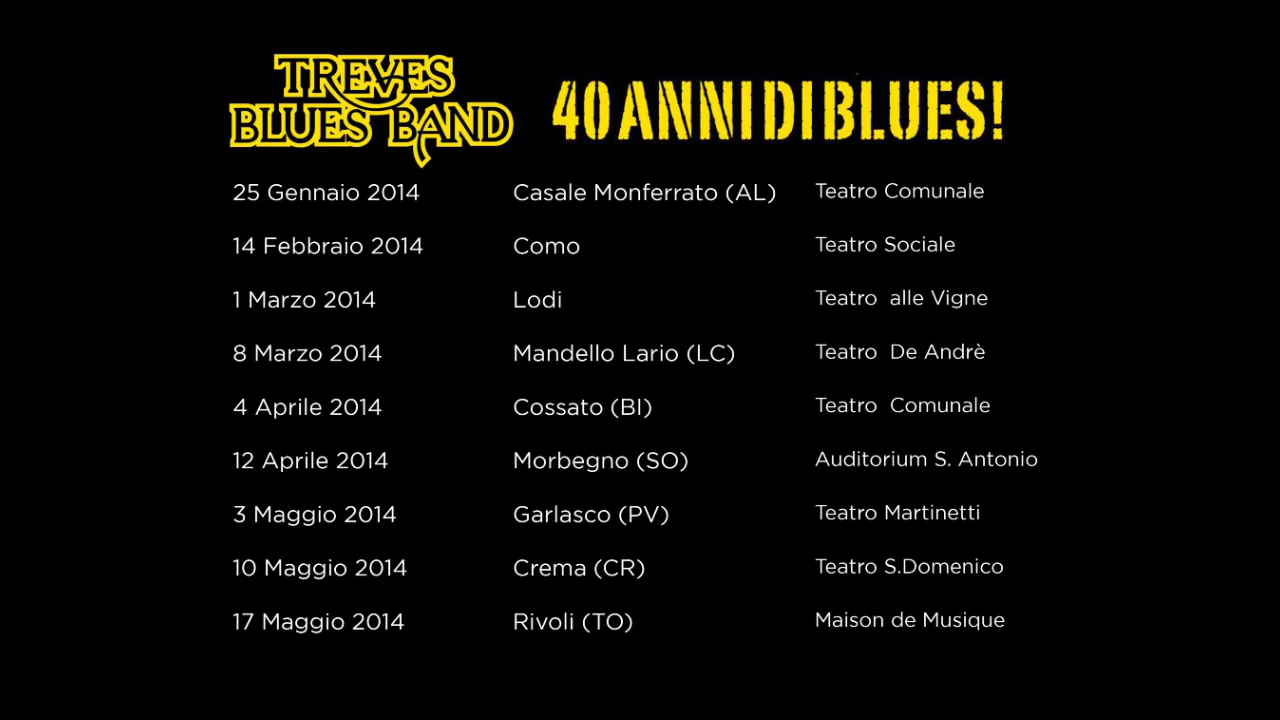 TREVES
BLUES BAND
40 ANNI DI BLUES!
25 Gennaio 2014 Casale Monferrato (AL) Teatro Comunale
14 Febbraio 2014 Como Teatro Sociale
1 Marzo 2014 Lodi Teatro alle Vigne
8 Marzo 2014 Mandello Lario (LC) Teatro De Andrè
4 Aprile 2014 Cossato (BI) Teatro Comunale
12 Aprile 2014 Morbegno (SO) Auditorium S. Antonio
3 Maggio 2014 Garlasco (PV) Teatro Martinetti
10 Maggio 2014 Crema (CR) Teatro S.Domenico
17 Maggio 2014 Rivoli (TO) Maison de Musique